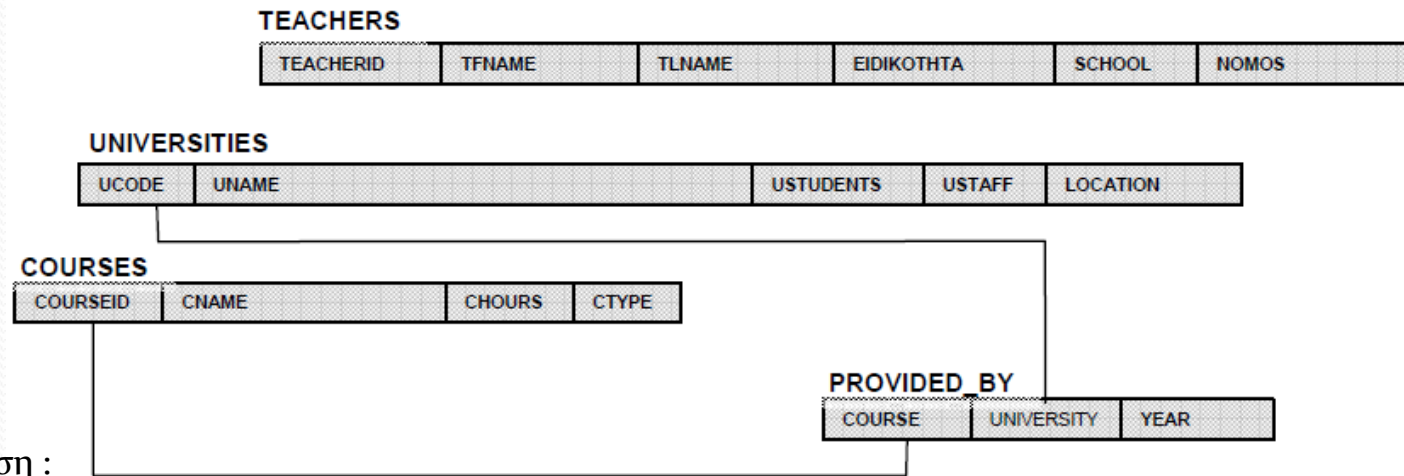 TEACHERS
TEACHERID TFNAME TLNAME EIDIKOTHTA SCHOOL NOMOS
UNIVERSITIES
UCODE UNAME USTUDENTS USTAFF LOCATION
COURSES
COURSEID CNAME CHOURS CTYPE
PROVIDED_BY
COURSE UNIVERSITY YEAR
ση :